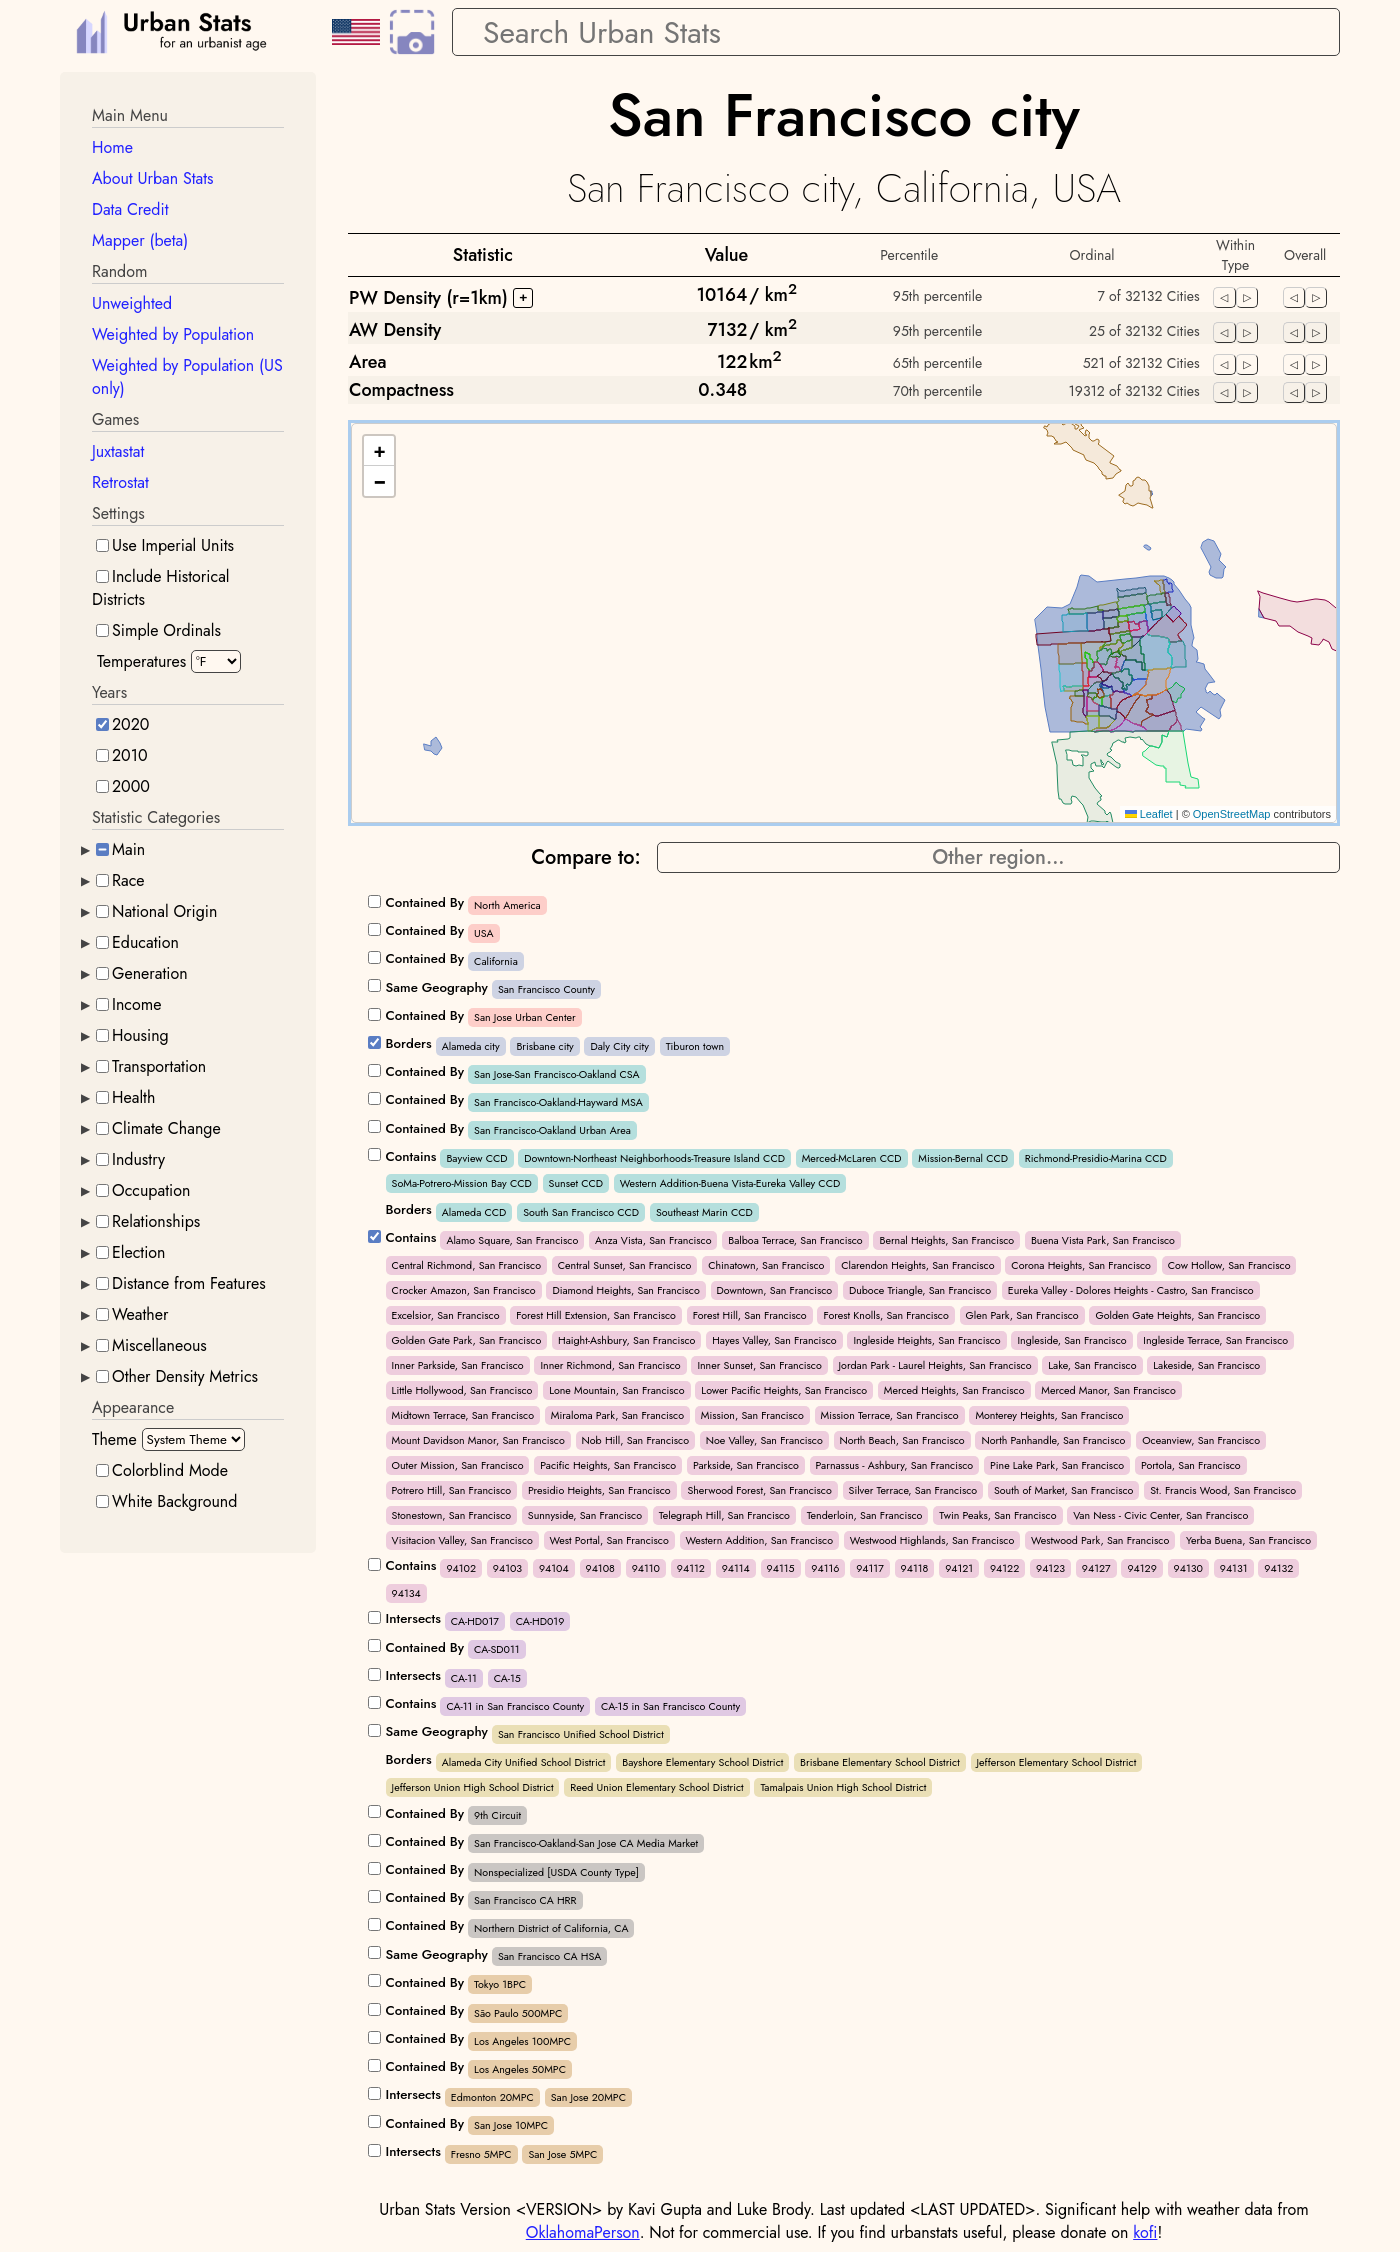 Urban Stats
for an urbanist age
Search Urban Stats
Main Menu
Home
About Urban Stats
Data Credit
Mapper (beta)
Random
Unweighted
Weighted by Population
Weighted by Population (US
only)
Games
Juxtastat
Retrostat
Settings
Use Imperial Units
Include Historical
Districts
Simple Ordinals
Temperatures °F
Years
2020
2010
2000
Statistic Categories
Main
Race
National Origin
Education
Generation
Income
Housing
Transportation
Health
Climate Change
Industry
Occupation
Relationships
Election
Distance from Features
Weather
Miscellaneous
Other Density Metrics
Appearance
Theme System Theme
Colorblind Mode
White Background
San Francisco city
San Francisco city, California, USA
Statistic Value Percentile Ordinal Within Type Overall
PW Density (r=1km) + 10164 / km² 95th percentile 7 of 32132 Cities
AW Density 7132 / km² 95th percentile 25 of 32132 Cities
Area 122 km² 65th percentile 521 of 32132 Cities
Compactness 0.348 70th percentile 19312 of 32132 Cities
+
−
Leaflet | © OpenStreetMap contributors
Compare to: Other region...
Contained By North America
Contained By USA
Contained By California
Same Geography San Francisco County
Contained By San Jose Urban Center
Borders Alameda city Brisbane city Daly City city Tiburon town
Contained By San Jose-San Francisco-Oakland CSA
Contained By San Francisco-Oakland-Hayward MSA
Contained By San Francisco-Oakland Urban Area
Contains Bayview CCD Downtown-Northeast Neighborhoods-Treasure Island CCD Merced-McLaren CCD Mission-Bernal CCD Richmond-Presidio-Marina CCD
SoMa-Potrero-Mission Bay CCD Sunset CCD Western Addition-Buena Vista-Eureka Valley CCD
Borders Alameda CCD South San Francisco CCD Southeast Marin CCD
Contains Alamo Square, San Francisco Anza Vista, San Francisco Balboa Terrace, San Francisco Bernal Heights, San Francisco Buena Vista Park, San Francisco
Central Richmond, San Francisco Central Sunset, San Francisco Chinatown, San Francisco Clarendon Heights, San Francisco Corona Heights, San Francisco Cow Hollow, San Francisco
Crocker Amazon, San Francisco Diamond Heights, San Francisco Downtown, San Francisco Duboce Triangle, San Francisco Eureka Valley - Dolores Heights - Castro, San Francisco
Excelsior, San Francisco Forest Hill Extension, San Francisco Forest Hill, San Francisco Forest Knolls, San Francisco Glen Park, San Francisco Golden Gate Heights, San Francisco
Golden Gate Park, San Francisco Haight-Ashbury, San Francisco Hayes Valley, San Francisco Ingleside Heights, San Francisco Ingleside, San Francisco Ingleside Terrace, San Francisco
Inner Parkside, San Francisco Inner Richmond, San Francisco Inner Sunset, San Francisco Jordan Park - Laurel Heights, San Francisco Lake, San Francisco Lakeside, San Francisco
Little Hollywood, San Francisco Lone Mountain, San Francisco Lower Pacific Heights, San Francisco Merced Heights, San Francisco Merced Manor, San Francisco
Midtown Terrace, San Francisco Miraloma Park, San Francisco Mission, San Francisco Mission Terrace, San Francisco Monterey Heights, San Francisco
Mount Davidson Manor, San Francisco Nob Hill, San Francisco Noe Valley, San Francisco North Beach, San Francisco North Panhandle, San Francisco Oceanview, San Francisco
Outer Mission, San Francisco Pacific Heights, San Francisco Parkside, San Francisco Parnassus - Ashbury, San Francisco Pine Lake Park, San Francisco Portola, San Francisco
Potrero Hill, San Francisco Presidio Heights, San Francisco Sherwood Forest, San Francisco Silver Terrace, San Francisco South of Market, San Francisco St. Francis Wood, San Francisco
Stonestown, San Francisco Sunnyside, San Francisco Telegraph Hill, San Francisco Tenderloin, San Francisco Twin Peaks, San Francisco Van Ness - Civic Center, San Francisco
Visitacion Valley, San Francisco West Portal, San Francisco Western Addition, San Francisco Westwood Highlands, San Francisco Westwood Park, San Francisco Yerba Buena, San Francisco
Contains 94102 94103 94104 94108 94110 94112 94114 94115 94116 94117 94118 94121 94122 94123 94127 94129 94130 94131 94132
94134
Intersects CA-HD017 CA-HD019
Contained By CA-SD011
Intersects CA-11 CA-15
Contains CA-11 in San Francisco County CA-15 in San Francisco County
Same Geography San Francisco Unified School District
Borders Alameda City Unified School District Bayshore Elementary School District Brisbane Elementary School District Jefferson Elementary School District
Jefferson Union High School District Reed Union Elementary School District Tamalpais Union High School District
Contained By 9th Circuit
Contained By San Francisco-Oakland-San Jose CA Media Market
Contained By Nonspecialized [USDA County Type]
Contained By San Francisco CA HRR
Contained By Northern District of California, CA
Same Geography San Francisco CA HSA
Contained By Tokyo 1BPC
Contained By São Paulo 500MPC
Contained By Los Angeles 100MPC
Contained By Los Angeles 50MPC
Intersects Edmonton 20MPC San Jose 20MPC
Contained By San Jose 10MPC
Intersects Fresno 5MPC San Jose 5MPC
Urban Stats Version <VERSION> by Kavi Gupta and Luke Brody. Last updated <LAST UPDATED>. Significant help with weather data from
OklahomaPerson. Not for commercial use. If you find urbanstats useful, please donate on kofi!